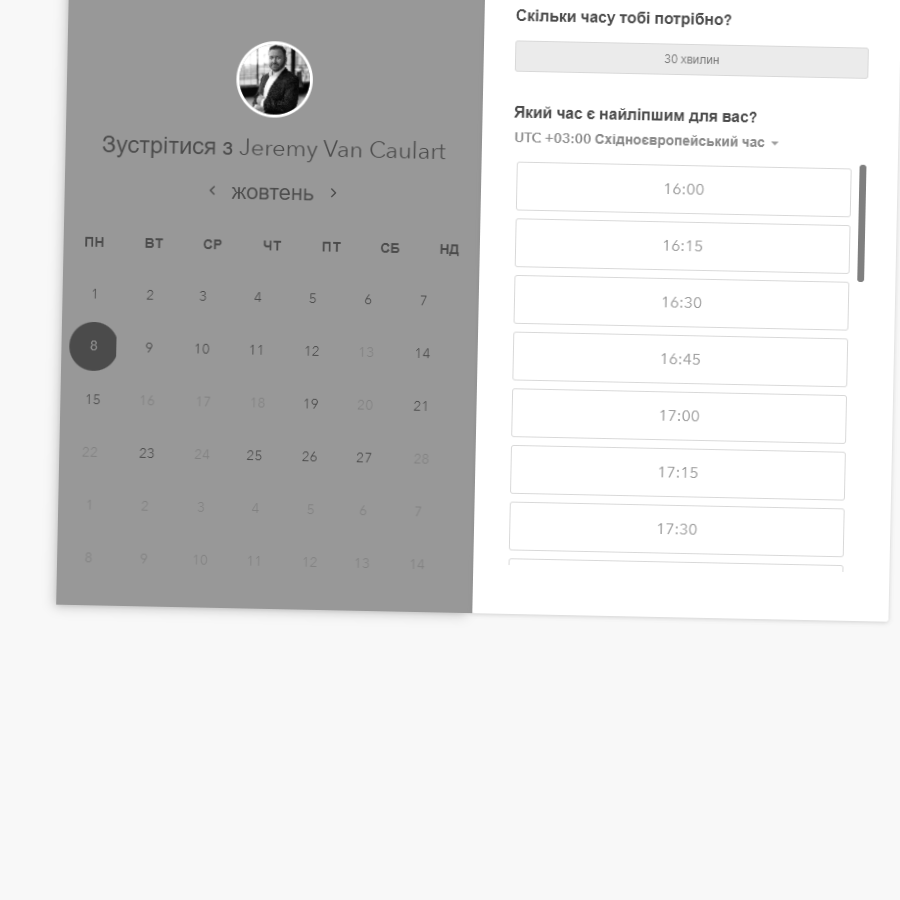 Зустрітися з Jeremy Van Caulart
‹ жовтень ›
ПН ВТ СР ЧТ ПТ СБ НД
1 2 3 4 5 6 7
8 9 10 11 12 13 14
15 16 17 18 19 20 21
22 23 24 25 26 27 28
1 2 3 4 5 6 7
8 9 10 11 12 13 14
Скільки часу тобі потрібно?
30 хвилин
Який час є найліпшим для вас?
UTC +03:00 Східноєвропейський час
16:00
16:15
16:30
16:45
17:00
17:15
17:30